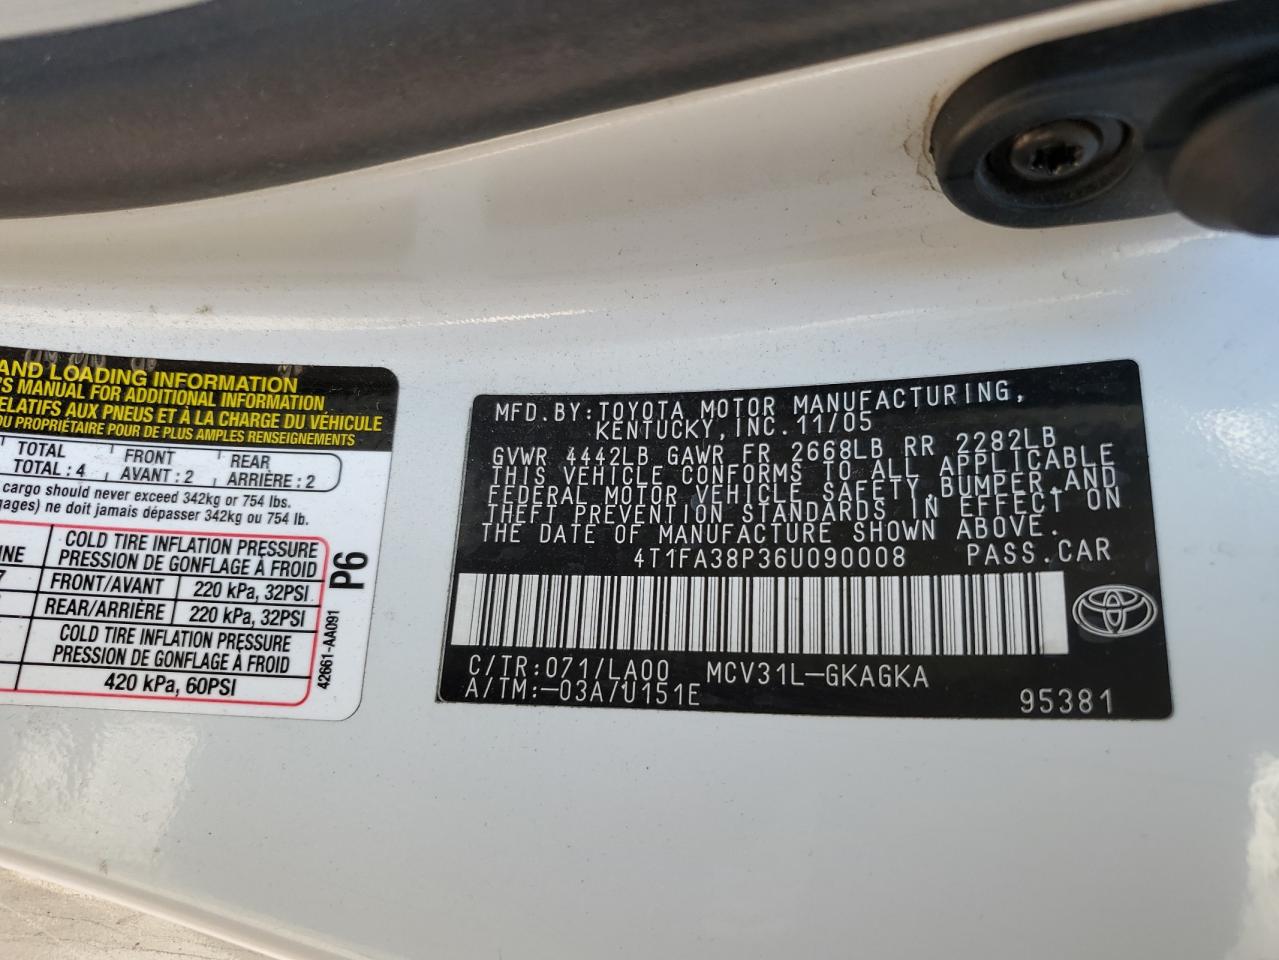 AND LOADING INFORMATION
'S MANUAL FOR ADDITIONAL INFORMATION
ELATIFS AUX PNEUS ET À LA CHARGE DU VÉHICULE
DU PROPRIÉTAIRE POUR DE PLUS AMPLES RENSEIGNEMENTS
TOTAL FRONT REAR
TOTAL : 4 AVANT : 2 ARRIÈRE : 2
cargo should never exceed 342kg or 754 lbs.
gages) ne doit jamais dépasser 342kg ou 754 lb.
COLD TIRE INFLATION PRESSURE
PRESSION DE GONFLAGE À FROID
FRONT/AVANT 220 kPa, 32PSI
REAR/ARRIÈRE 220 kPa, 32PSI
COLD TIRE INFLATION PRESSURE
PRESSION DE GONFLAGE À FROID
420 kPa, 60PSI
P6
42661-AA091
MFD.BY:TOYOTA MOTOR MANUFACTURING,
KENTUCKY,INC.11/05
GVWR 4442LB GAWR FR 2668LB RR 2282LB
THIS VEHICLE CONFORMS TO ALL APPLICABLE
FEDERAL MOTOR VEHICLE SAFETY,BUMPER,AND
THEFT PREVENTION STANDARDS IN EFFECT ON
THE DATE OF MANUFACTURE SHOWN ABOVE.
4T1FA38P36U090008 PASS.CAR
C/TR:071/LA00 MCV31L-GKAGKA
A/TM:-03A/U151E 95381